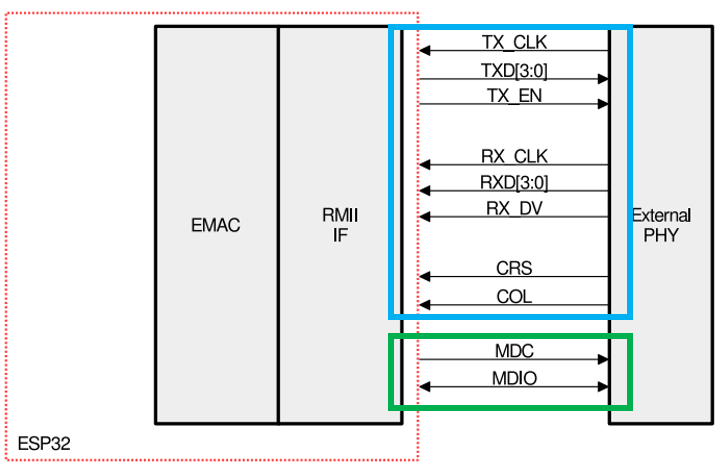 TX_CLK
TXD[3:0]
TX_EN
RX_CLK
RXD[3:0]
RX_DV
EMAC
RMII
IF
External
PHY
CRS
COL
MDC
MDIO
ESP32